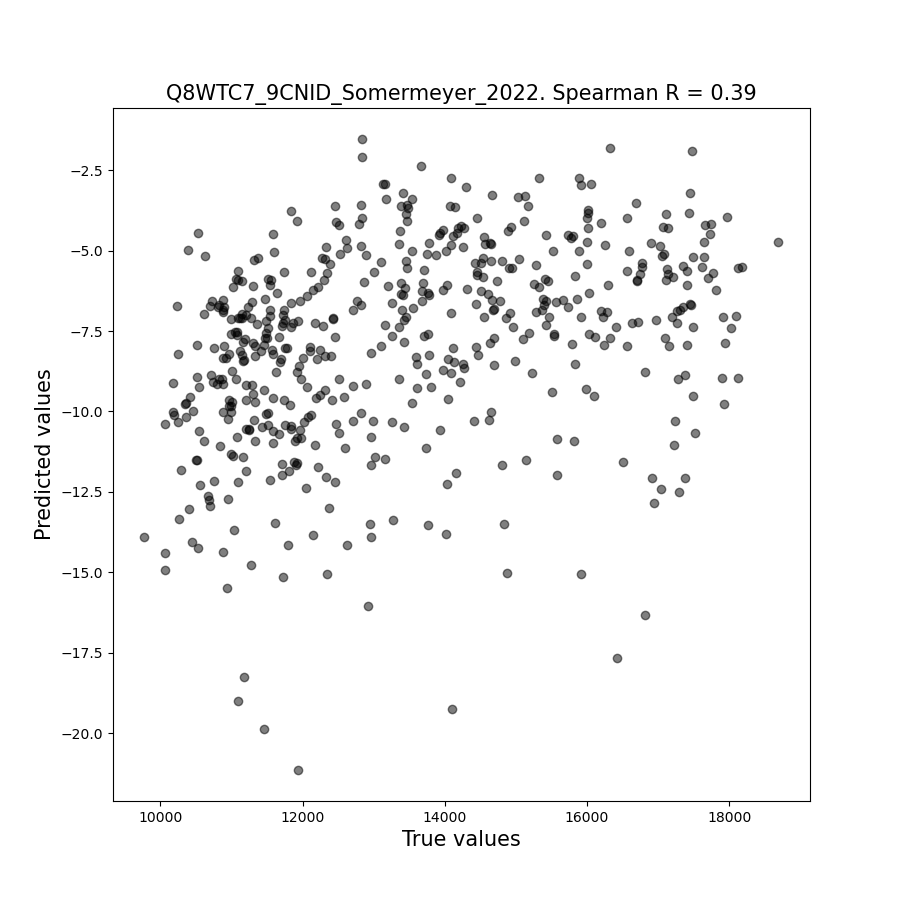 Q8WTC7_9CNID_Somermeyer_2022. Spearman R = 0.39
−2.5
−5.0
−7.5
−10.0
−12.5
−15.0
−17.5
−20.0
Predicted values
10000 12000 14000 16000 18000
True values